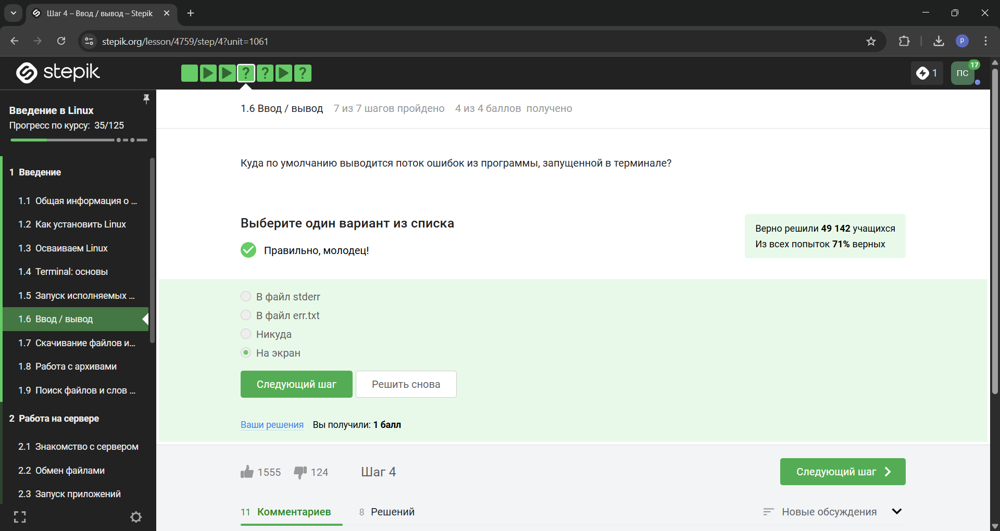 Шаг 4 – Ввод / вывод – Stepik
stepik.org/lesson/4759/step/4?unit=1061
P
stepik
? ? ?
1
ПС
17
Введение в Linux
Прогресс по курсу: 35/125
1 Введение
1.1 Общая информация о ...
1.2 Как установить Linux
1.3 Осваиваем Linux
1.4 Terminal: основы
1.5 Запуск исполняемых ...
1.6 Ввод / вывод
1.7 Скачивание файлов и...
1.8 Работа с архивами
1.9 Поиск файлов и слов ...
2 Работа на сервере
2.1 Знакомство с сервером
2.2 Обмен файлами
2.3 Запуск приложений
1.6 Ввод / вывод 7 из 7 шагов пройдено 4 из 4 баллов получено
Куда по умолчанию выводится поток ошибок из программы, запущенной в терминале?
Выберите один вариант из списка
Правильно, молодец!
Верно решили 49 142 учащихся
Из всех попыток 71% верных
В файл stderr
В файл err.txt
Никуда
На экран
Следующий шаг
Решить снова
Ваши решения Вы получили: 1 балл
1555 124 Шаг 4
Следующий шаг
11 Комментариев 8 Решений
Новые обсуждения